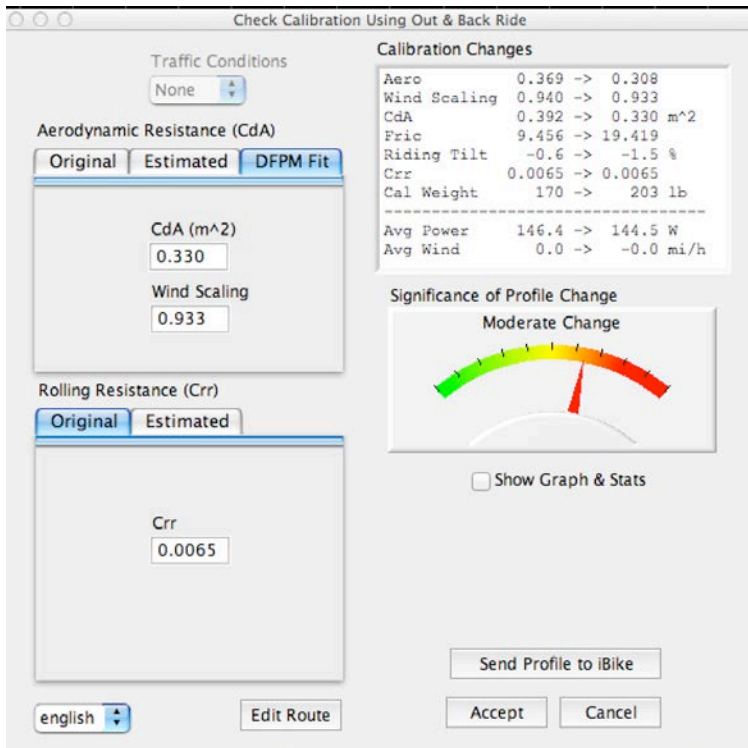 Check Calibration Using Out & Back Ride
Traffic Conditions
None
Aerodynamic Resistance (CdA)
Original Estimated DFPM Fit
CdA (m^2)
0.330
Wind Scaling
0.933
Rolling Resistance (Crr)
Original Estimated
Crr
0.0065
english
Edit Route
Calibration Changes
Aero 0.369 -> 0.308
Wind Scaling 0.940 -> 0.933
CdA 0.392 -> 0.330 m^2
Fric 9.456 -> 19.419
Riding Tilt -0.6 -> -1.5 %
Crr 0.0065 -> 0.0065
Cal Weight 170 -> 203 lb
-----------------------------------
Avg Power 146.4 -> 144.5 W
Avg Wind 0.0 -> -0.0 mi/h
Significance of Profile Change
Moderate Change
Show Graph & Stats
Send Profile to iBike
Accept Cancel